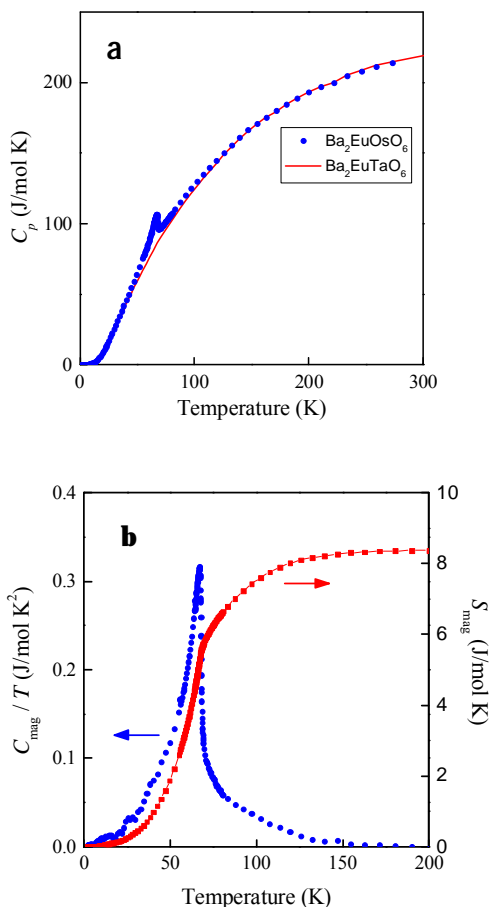 a
200
100
0
C_p (J/mol K)
Ba₂EuOsO₆
Ba₂EuTaO₆
0 100 200 300
Temperature (K)
b
0.4
0.3
0.2
0.1
0.0
C_mag / T (J/mol K²)
10
8
6
4
2
0
S_mag (J/mol K)
0 50 100 150 200
Temperature (K)